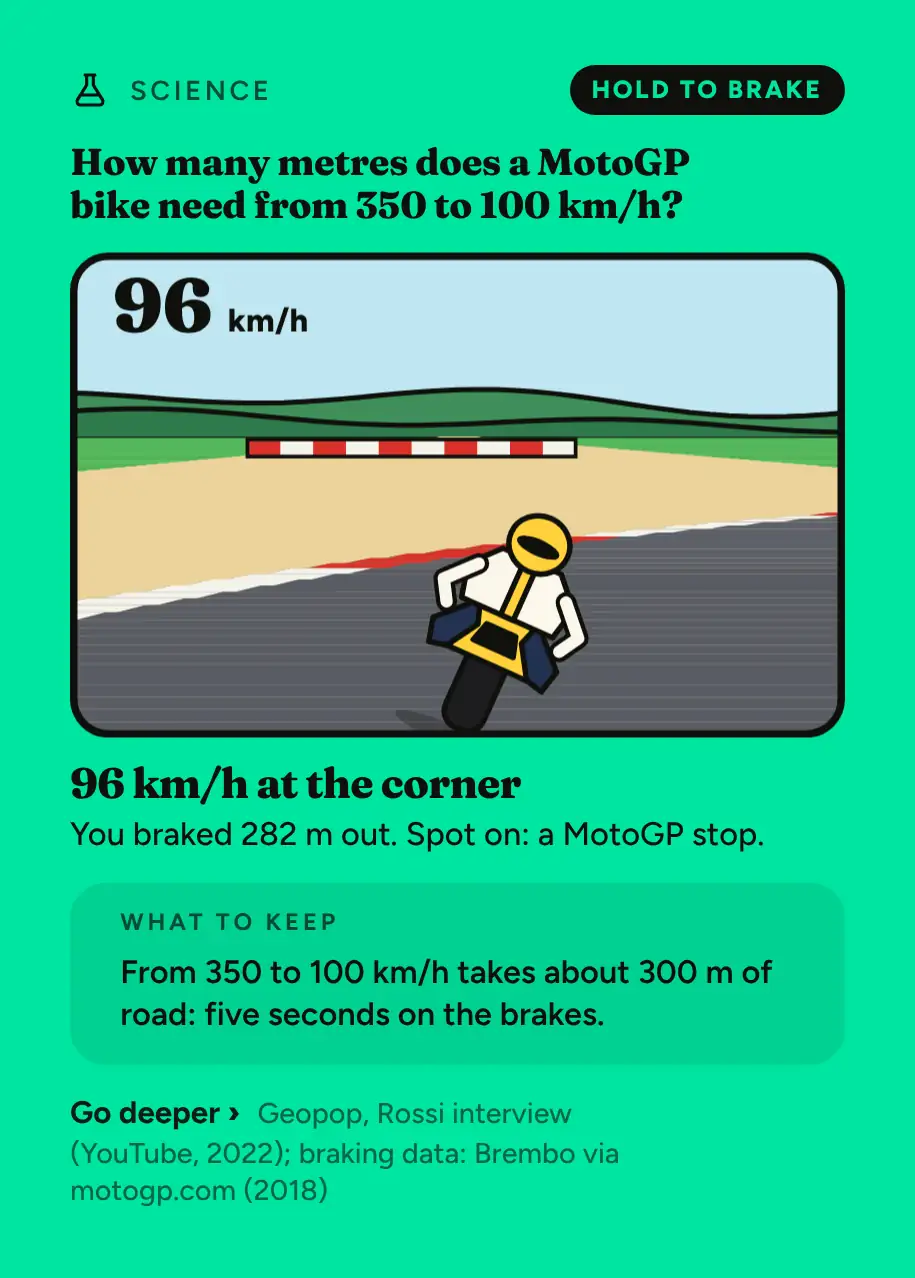 SCIENCE
HOLD TO BRAKE
How many metres does a MotoGP
bike need from 350 to 100 km/h?
96 km/h
96 km/h at the corner
You braked 282 m out. Spot on: a MotoGP stop.
WHAT TO KEEP
From 350 to 100 km/h takes about 300 m of
road: five seconds on the brakes.
Go deeper › Geopop, Rossi interview
(YouTube, 2022); braking data: Brembo via
motogp.com (2018)